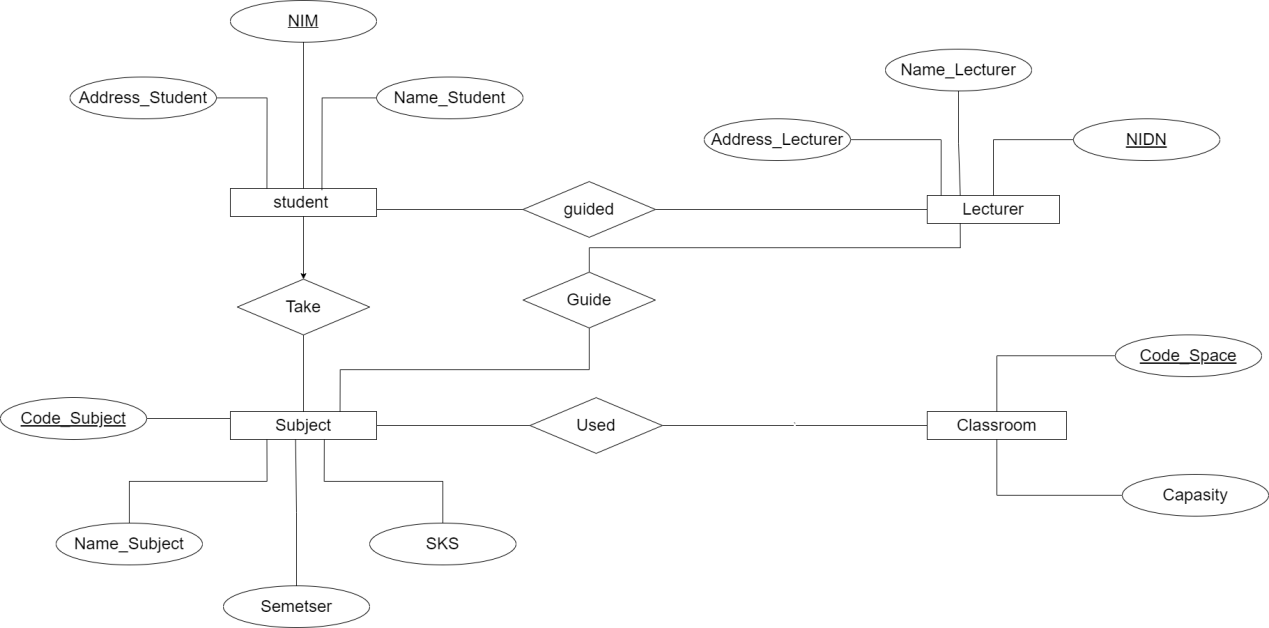 NIM
Address_Student
Name_Student
Name_Lecturer
Address_Lecturer
NIDN
student
guided
Lecturer
Take
Guide
Code_Space
Code_Subject
Subject
Used
Classroom
Capasity
Name_Subject
SKS
Semetser